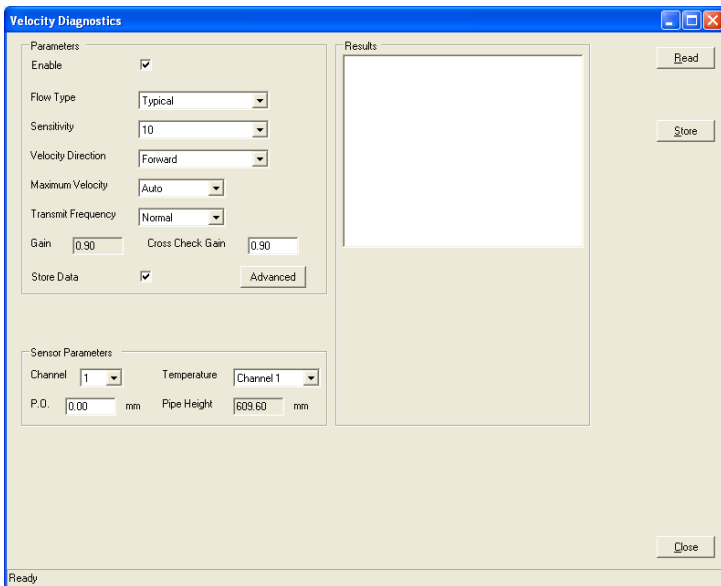 Velocity Diagnostics
Parameters
Enable
Flow Type Typical
Sensitivity 10
Velocity Direction Forward
Maximum Velocity Auto
Transmit Frequency Normal
Gain 0.90 Cross Check Gain 0.90
Store Data Advanced
Sensor Parameters
Channel 1 Temperature Channel 1
P.O. 0.00 mm Pipe Height 609.60 mm
Results
Read
Store
Close
Ready